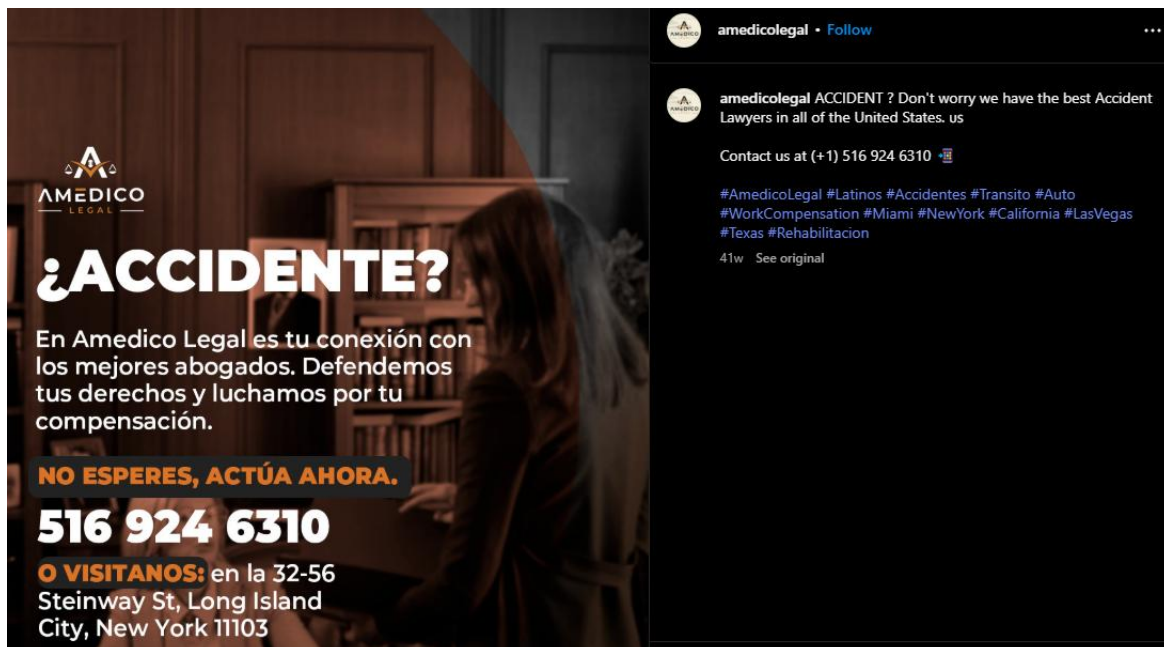 AMEDICO
LEGAL
¿ACCIDENTE?
En Amedico Legal es tu conexión con
los mejores abogados. Defendemos
tus derechos y luchamos por tu
compensación.
NO ESPERES, ACTÚA AHORA.
516 924 6310
O VISITANOS: en la 32-56
Steinway St, Long Island
City, New York 11103
AMEDICO
amedicolegal • Follow
AMEDICO
amedicolegal ACCIDENT ? Don't worry we have the best Accident
Lawyers in all of the United States. us
Contact us at (+1) 516 924 6310
#AmedicoLegal #Latinos #Accidentes #Transito #Auto
#WorkCompensation #Miami #NewYork #California #LasVegas
#Texas #Rehabilitacion
41w See original